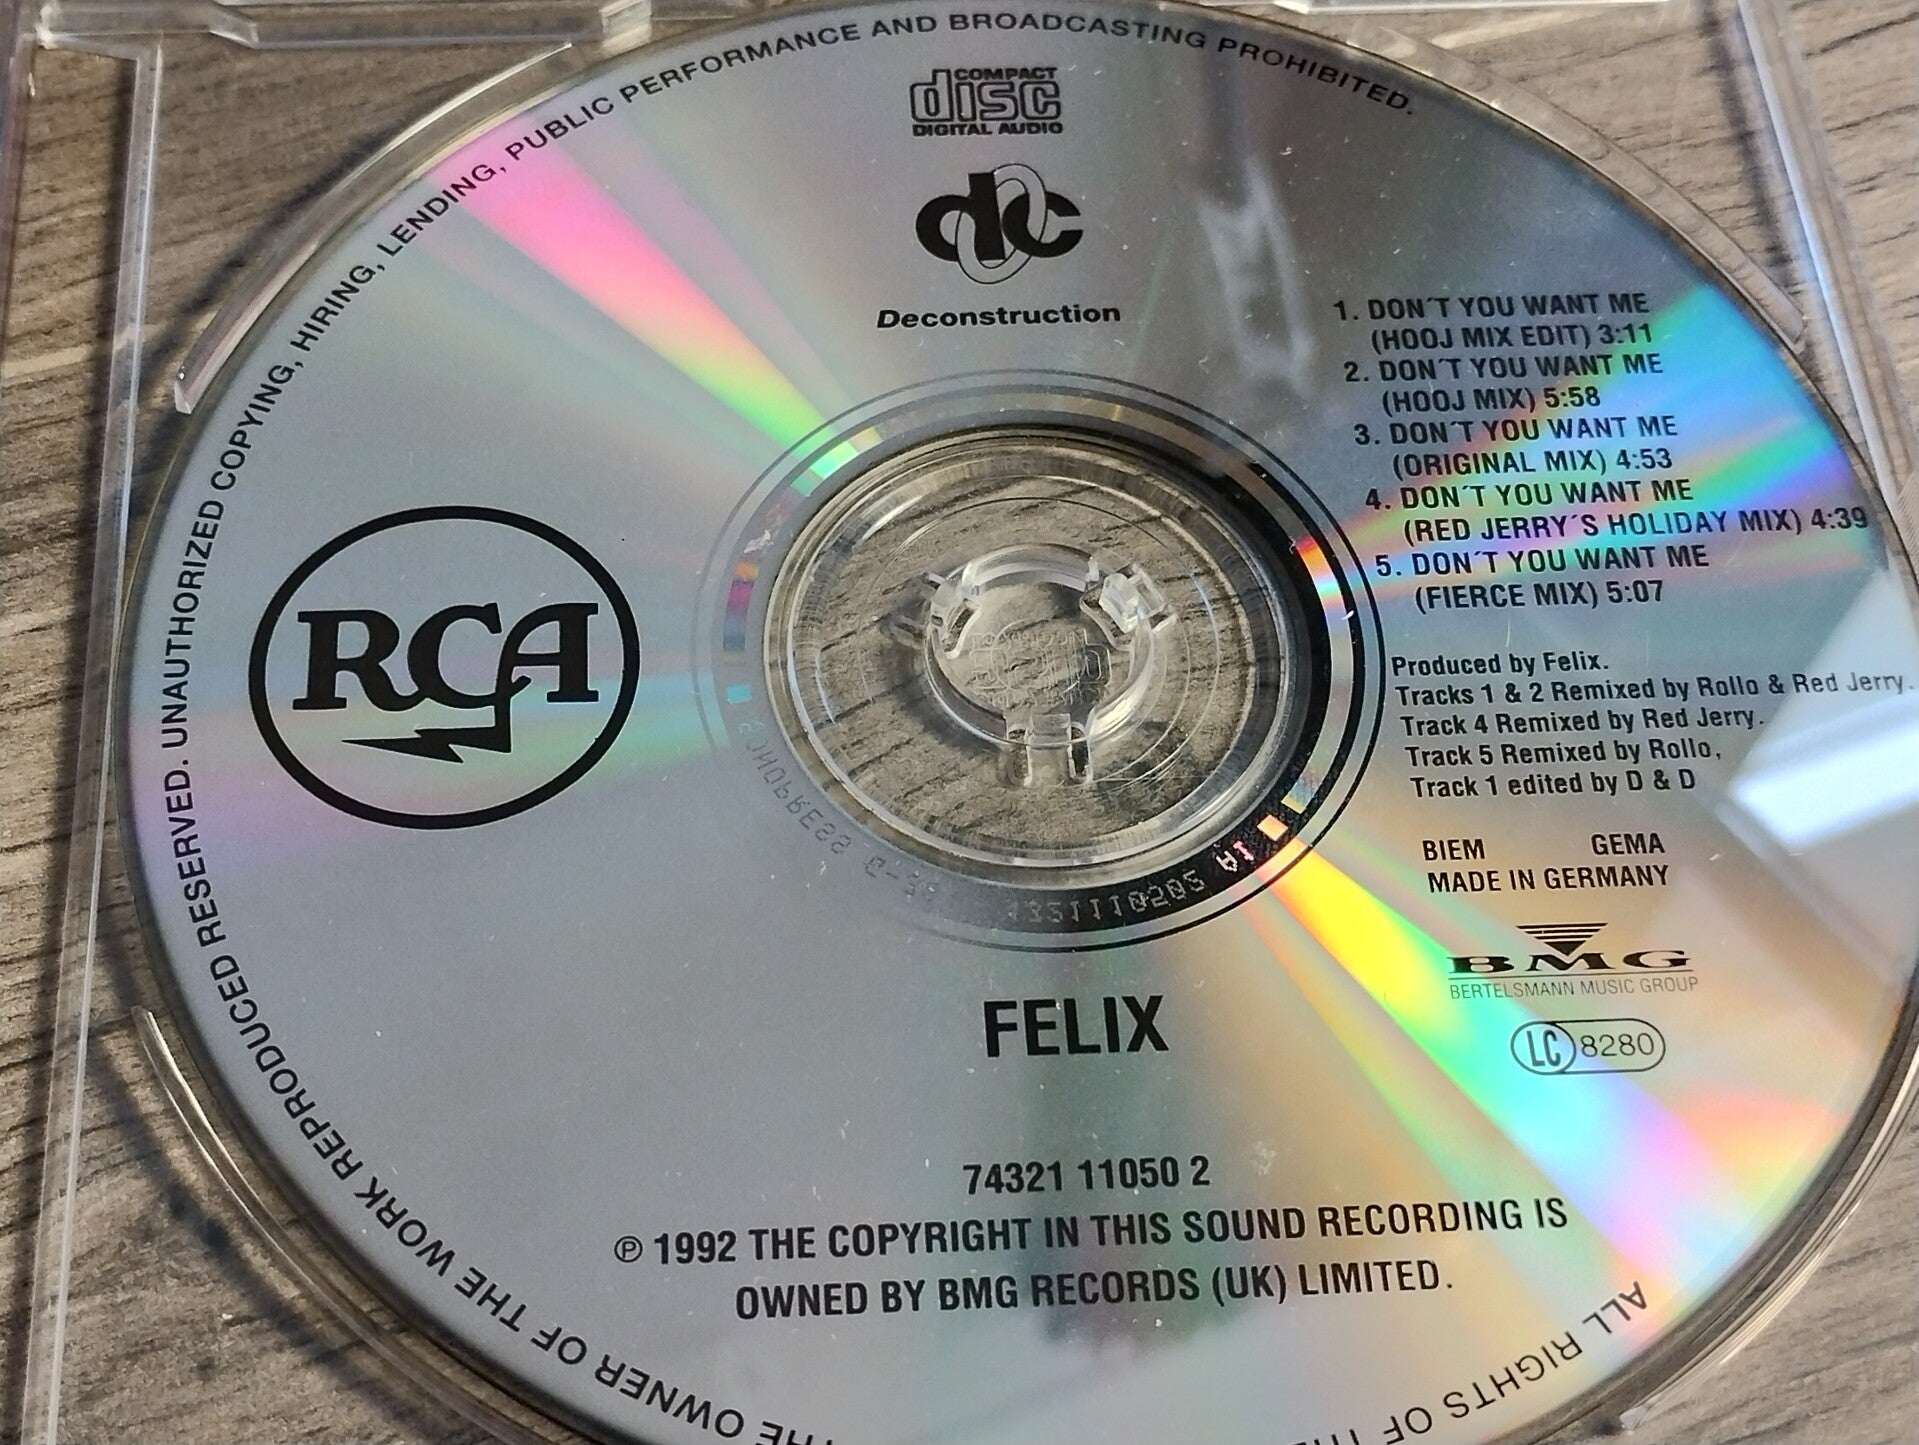 ALL RIGHTS OF THE OWNER OF THE WORK REPRODUCED RESERVED. UNAUTHORIZED COPYING, HIRING, LENDING, PUBLIC PERFORMANCE AND BROADCASTING PROHIBITED.
COMPACT
disc
DIGITAL AUDIO
dc
Deconstruction
1. DON´T YOU WANT ME
(HOOJ MIX EDIT) 3:11
2. DON´T YOU WANT ME
(HOOJ MIX) 5:58
3. DON´T YOU WANT ME
(ORIGINAL MIX) 4:53
4. DON´T YOU WANT ME
(RED JERRY´S HOLIDAY MIX) 4:39
5. DON´T YOU WANT ME
(FIERCE MIX) 5:07
RCA
Produced by Felix.
Tracks 1 & 2 Remixed by Rollo & Red Jerry.
Track 4 Remixed by Red Jerry.
Track 5 Remixed by Rollo,
Track 1 edited by D & D
BIEM GEMA
MADE IN GERMANY
BMG
BERTELSMANN MUSIC GROUP
LC 8280
FELIX
74321 11050 2
℗ 1992 THE COPYRIGHT IN THIS SOUND RECORDING IS
OWNED BY BMG RECORDS (UK) LIMITED.